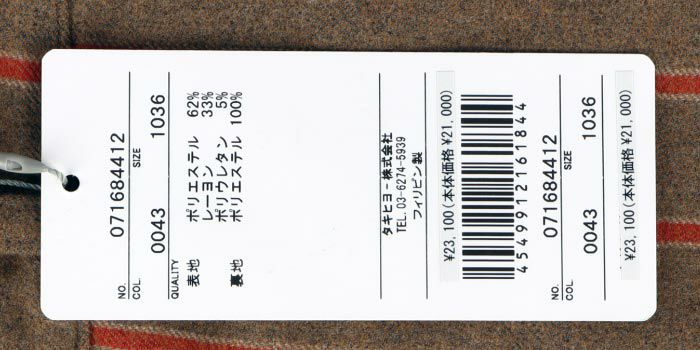 NO. 071684412
COL. 0043 SIZE 1036
QUALITY
表地 ポリエステル 62%
レーヨン 33%
ポリウレタン 5%
裏地 ポリエステル 100%
タキヒヨー株式会社
TEL. 03-6274-5939
フィリピン製
¥23,100(本体価格¥21,000)
4549912161844
NO. 071684412
COL. 0043 SIZE 1036
¥23,100(本体価格¥21,000)